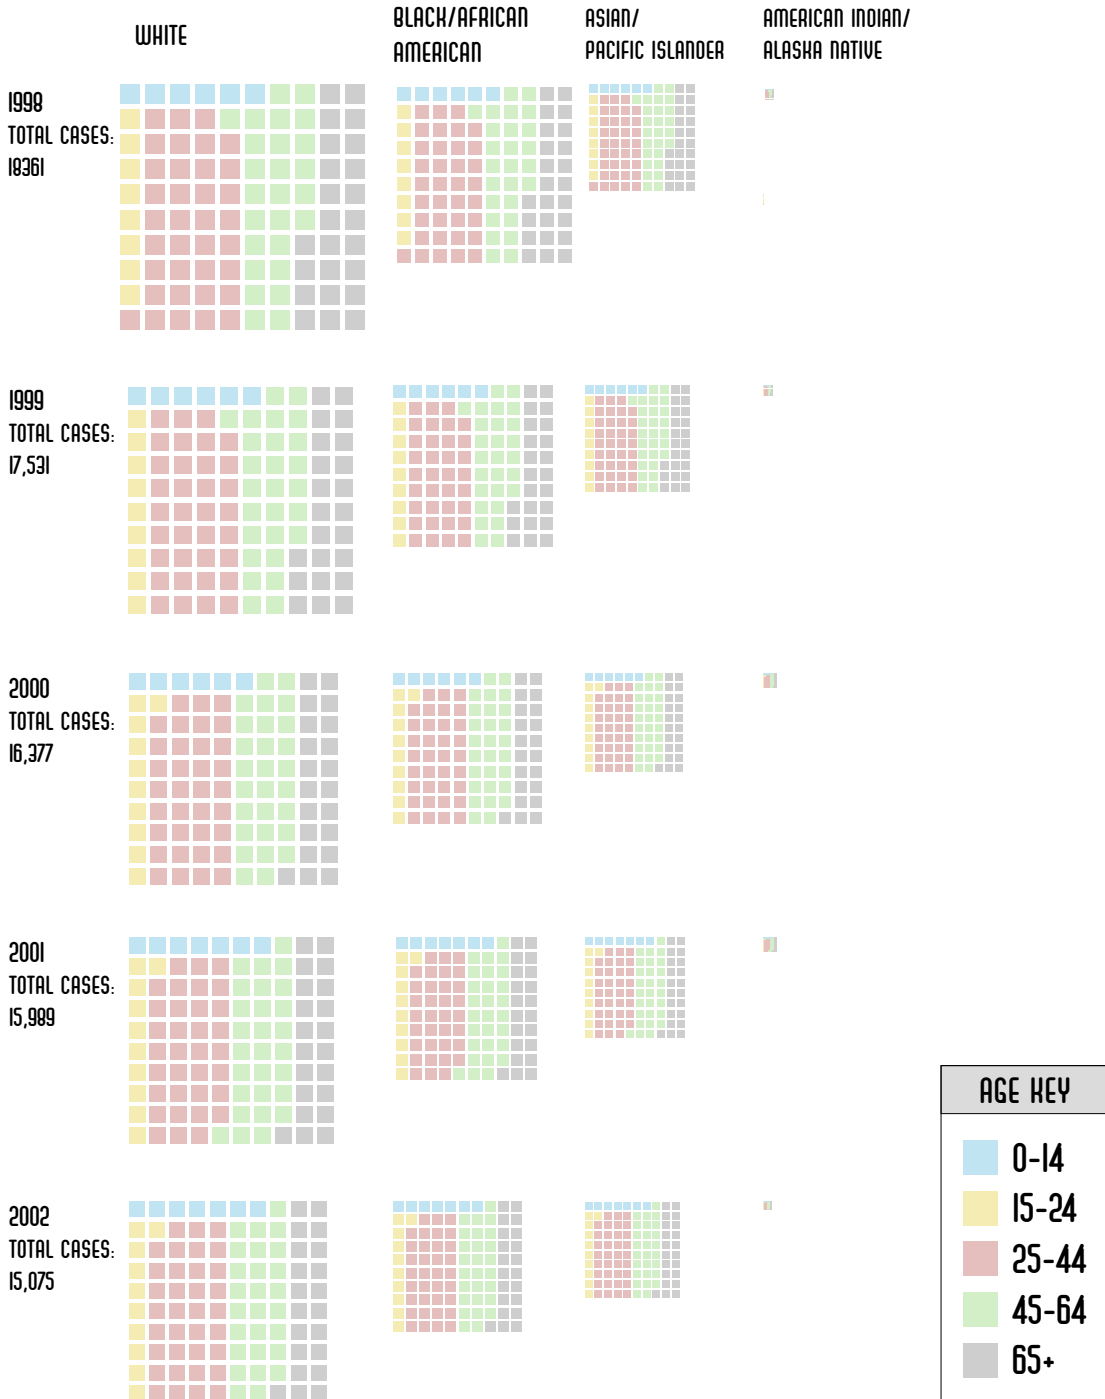 WHITE
BLACK/AFRICAN
AMERICAN
ASIAN/
PACIFIC ISLANDER
AMERICAN INDIAN/
ALASKA NATIVE
1998
TOTAL CASES:
18361
1999
TOTAL CASES:
17,531
2000
TOTAL CASES:
16,377
2001
TOTAL CASES:
15,989
2002
TOTAL CASES:
15,075
AGE KEY
0-14
15-24
25-44
45-64
65+